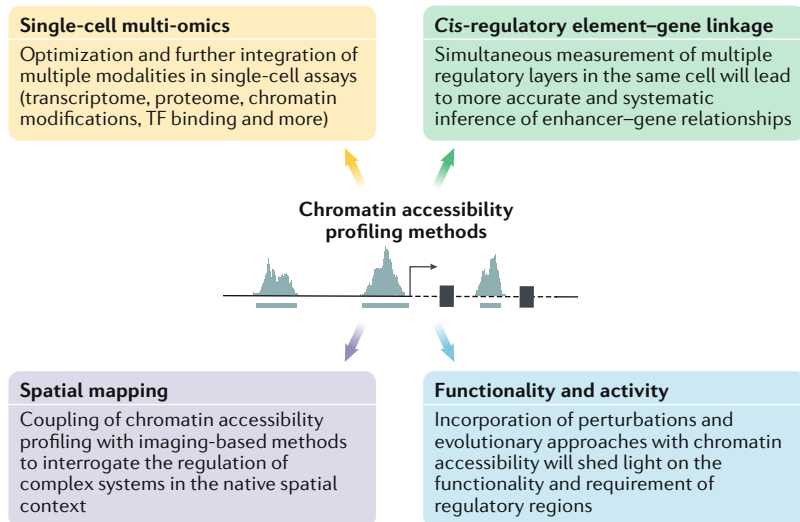 Single-cell multi-omics
Optimization and further integration of
multiple modalities in single-cell assays
(transcriptome, proteome, chromatin
modifications, TF binding and more)
Cis-regulatory element–gene linkage
Simultaneous measurement of multiple
regulatory layers in the same cell will lead
to more accurate and systematic
inference of enhancer–gene relationships
Chromatin accessibility
profiling methods
Spatial mapping
Coupling of chromatin accessibility
profiling with imaging-based methods
to interrogate the regulation of
complex systems in the native spatial
context
Functionality and activity
Incorporation of perturbations and
evolutionary approaches with chromatin
accessibility will shed light on the
functionality and requirement of
regulatory regions